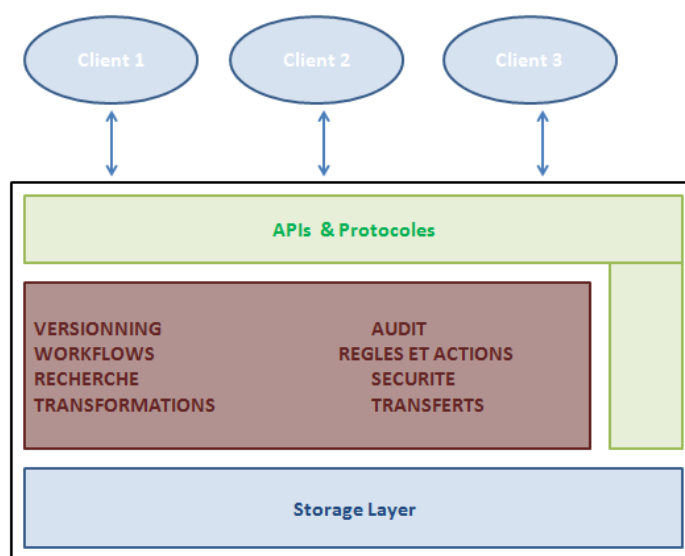 Client 1
Client 2
Client 3
APIs & Protocoles
VERSIONNING AUDIT
WORKFLOWS REGLES ET ACTIONS
RECHERCHE SECURITE
TRANSFORMATIONS TRANSFERTS
Storage Layer